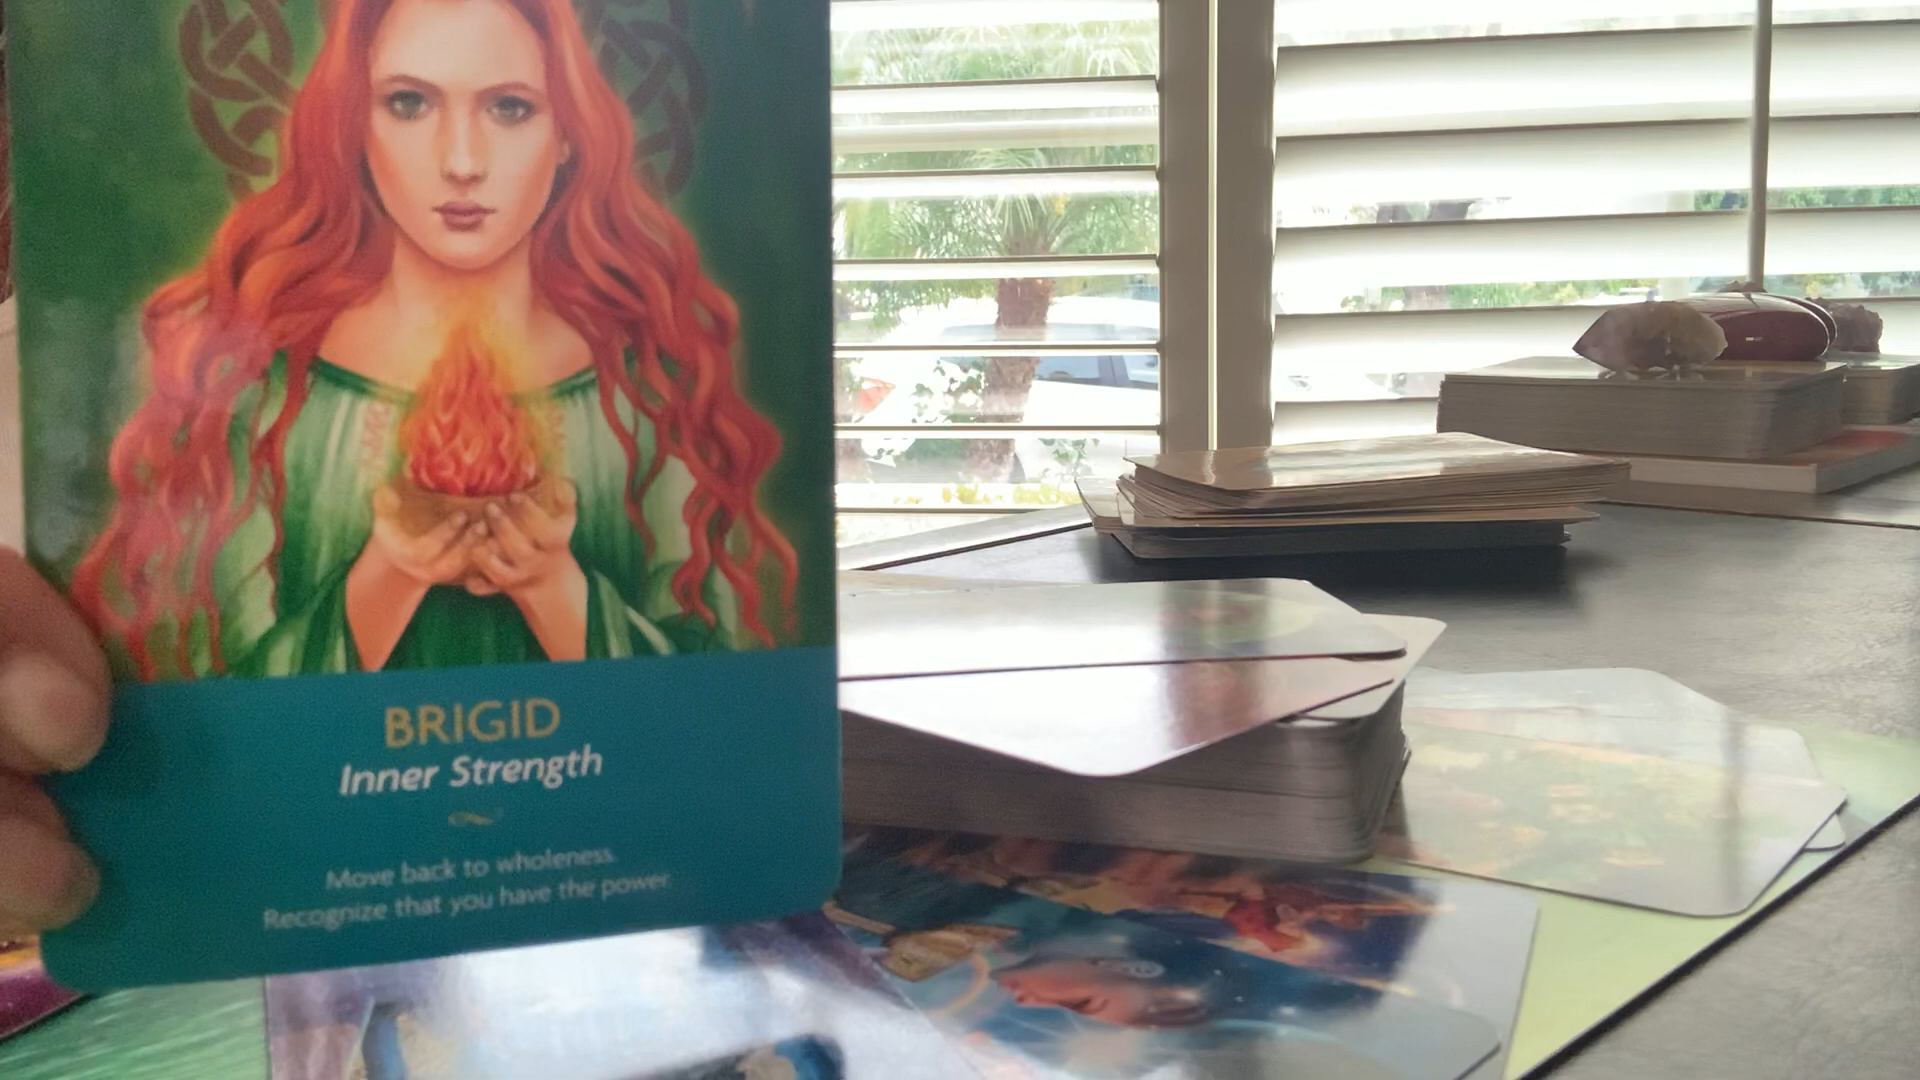 BRIGID
Inner Strength
Move back to wholeness.
Recognize that you have the power.